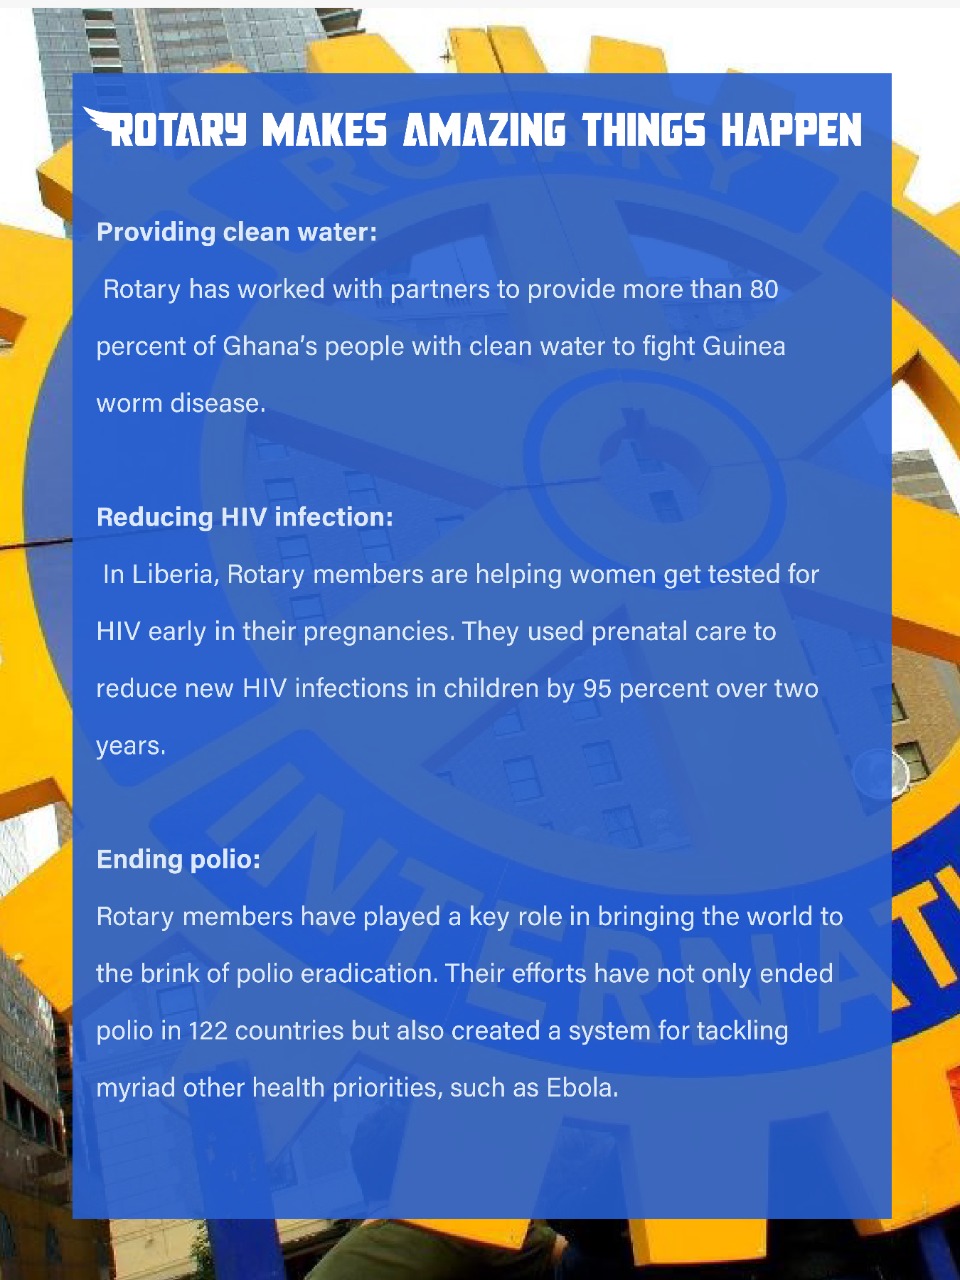 ROTARY MAKES AMAZING THINGS HAPPEN
Providing clean water:
Rotary has worked with partners to provide more than 80
percent of Ghana’s people with clean water to fight Guinea
worm disease.
Reducing HIV infection:
In Liberia, Rotary members are helping women get tested for
HIV early in their pregnancies. They used prenatal care to
reduce new HIV infections in children by 95 percent over two
years.
Ending polio:
Rotary members have played a key role in bringing the world to
the brink of polio eradication. Their efforts have not only ended
polio in 122 countries but also created a system for tackling
myriad other health priorities, such as Ebola.
ROTARY
INTERNATI